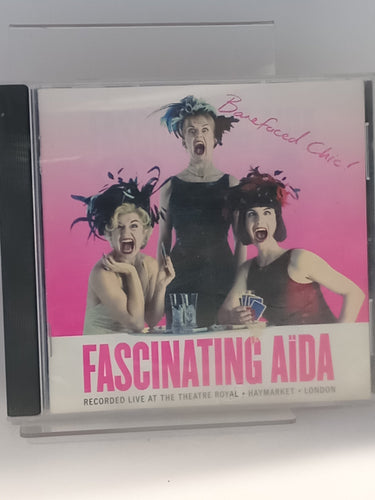 Barefaced Chic!
FASCINATING AÏDA
RECORDED LIVE AT THE THEATRE ROYAL • HAYMARKET • LONDON